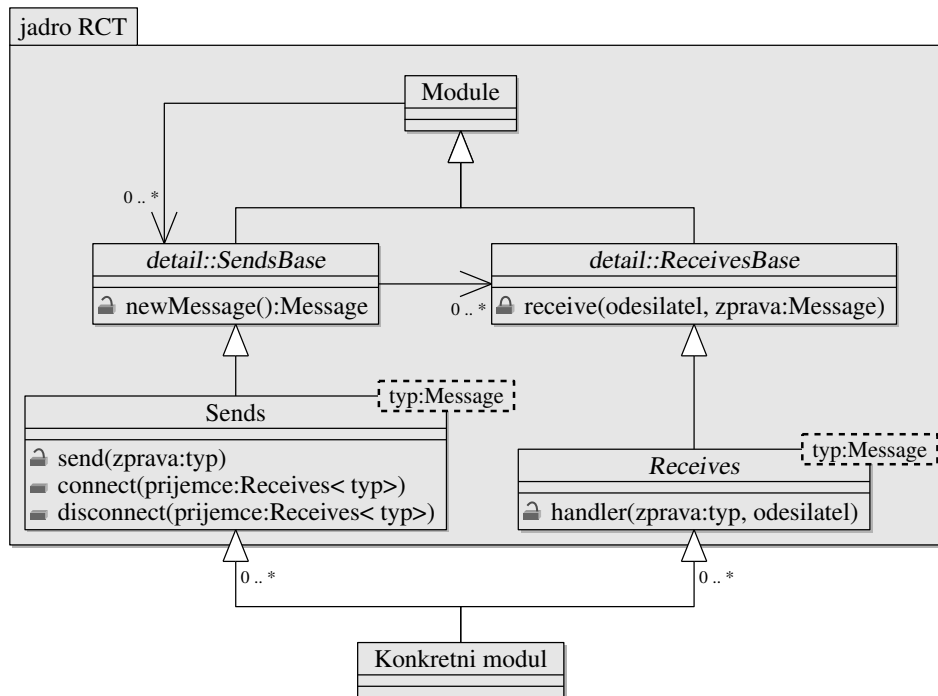 jadro RCT
Module
0 .. *
detail::SendsBase
newMessage():Message
0 .. *
detail::ReceivesBase
receive(odesilatel, zprava:Message)
typ:Message
Sends
send(zprava:typ)
connect(prijemce:Receives< typ>)
disconnect(prijemce:Receives< typ>)
typ:Message
Receives
handler(zprava:typ, odesilatel)
0 .. *
0 .. *
Konkretni modul